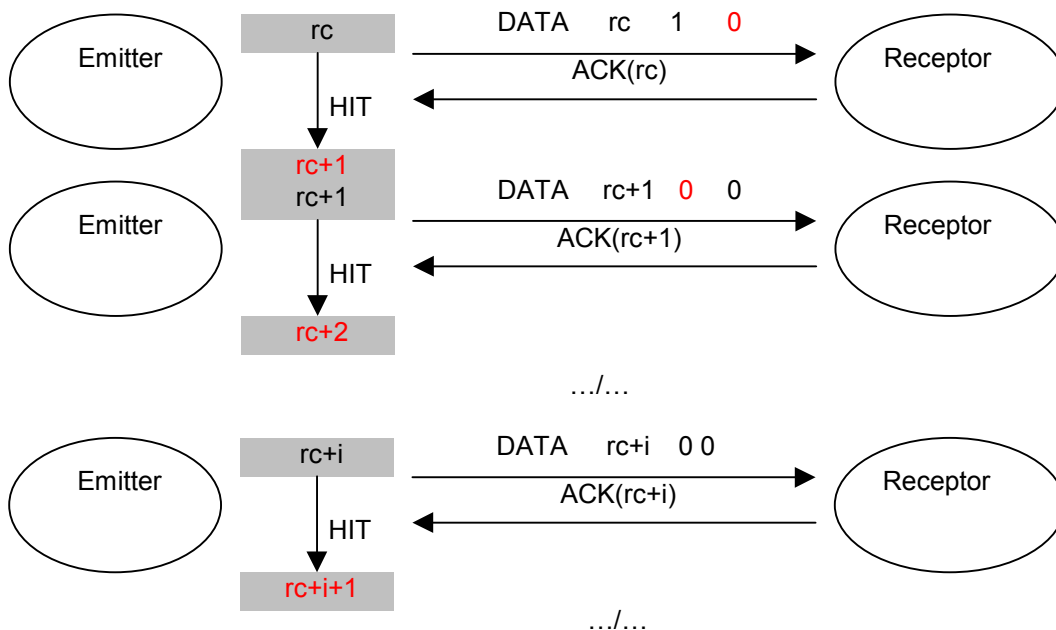 rc
DATA rc 1 0
Emitter
ACK(rc)
Receptor
HIT
rc+1
rc+1
DATA rc+1 0 0
Emitter
ACK(rc+1)
Receptor
HIT
rc+2
…/…
rc+i
DATA rc+i 0 0
Emitter
ACK(rc+i)
Receptor
HIT
rc+i+1
…/…